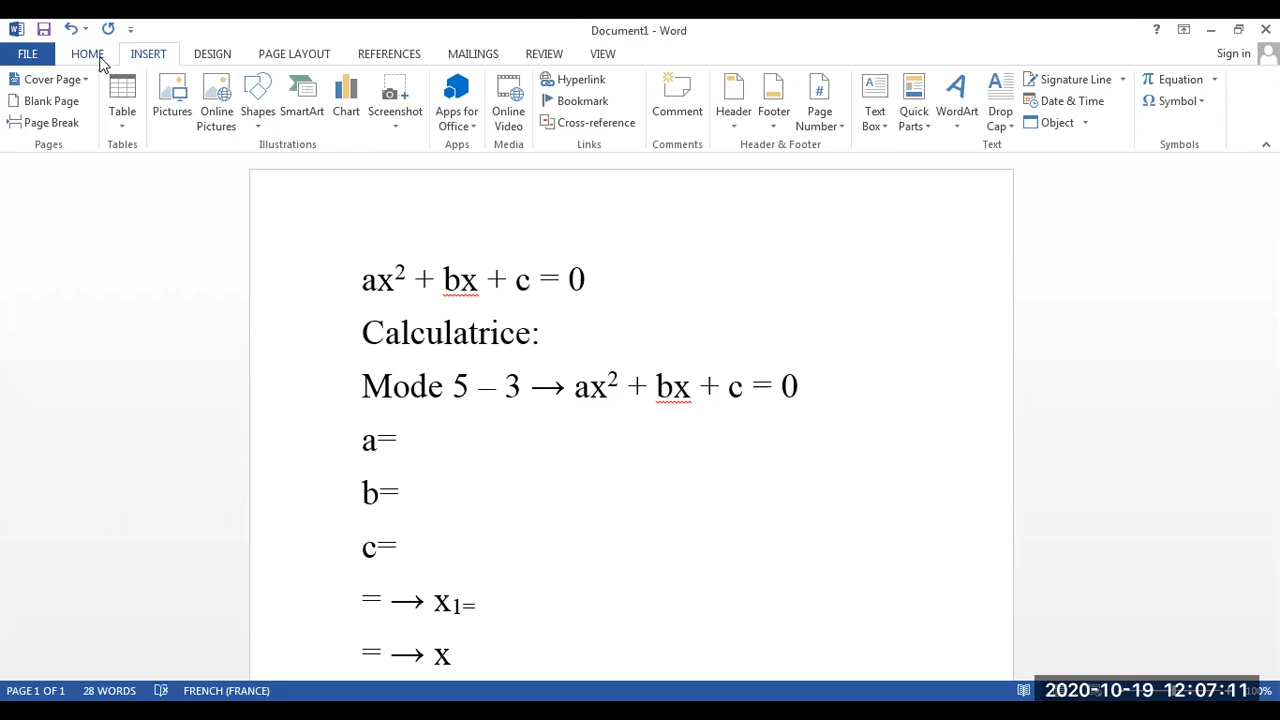 Document1 - Word
Sign in
FILE HOME INSERT DESIGN PAGE LAYOUT REFERENCES MAILINGS REVIEW VIEW
Cover Page
Blank Page
Page Break
Pages
Table
Tables
Pictures
Online Pictures
Shapes
SmartArt
Chart
Screenshot
Illustrations
Apps for Office
Apps
Online Video
Media
Hyperlink
Bookmark
Cross-reference
Links
Comment
Comments
Header
Footer
Page Number
Header & Footer
Text Box
Quick Parts
WordArt
Drop Cap
Signature Line
Date & Time
Object
Text
Equation
Symbol
Symbols
ax² + bx + c = 0
Calculatrice:
Mode 5 – 3 → ax² + bx + c = 0
a=
b=
c=
= → x₁=
= → x
PAGE 1 OF 1 28 WORDS FRENCH (FRANCE)
2020-10-19 12:07:11
100%